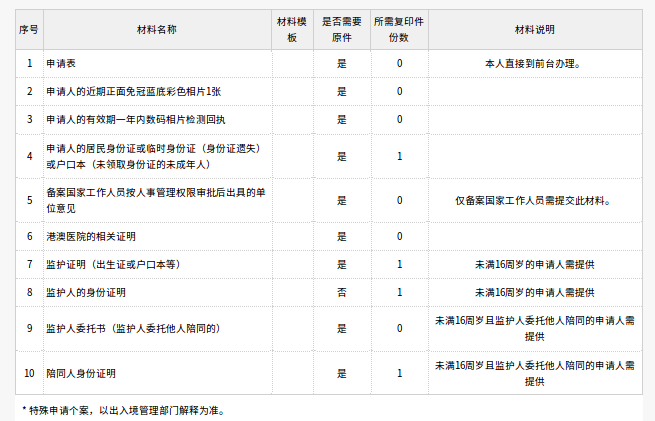 序号 材料名称 材料模板 是否需要原件 所需复印件份数 材料说明
1 申请表 是 0 本人直接到前台办理。
2 申请人的近期正面免冠蓝底彩色相片1张 是 0
3 申请人的有效期一年内数码相片检测回执 是 0
4 申请人的居民身份证或临时身份证（身份证遗失） 是 1
或户口本（未领取身份证的未成年人）
5 备案国家工作人员按人事管理权限审批后出具的单 是 0 仅备案国家工作人员需提交此材料。
位意见
6 港澳医院的相关证明 是 0
7 监护证明（出生证或户口本等） 是 1 未满16周岁的申请人需提供
8 监护人的身份证明 否 1 未满16周岁的申请人需提供
9 监护人委托书（监护人委托他人陪同的） 是 0 未满16周岁且监护人委托他人陪同的申请人需
提供
10 陪同人身份证明 是 1 未满16周岁且监护人委托他人陪同的申请人需
提供
* 特殊申请个案，以出入境管理部门解释为准。